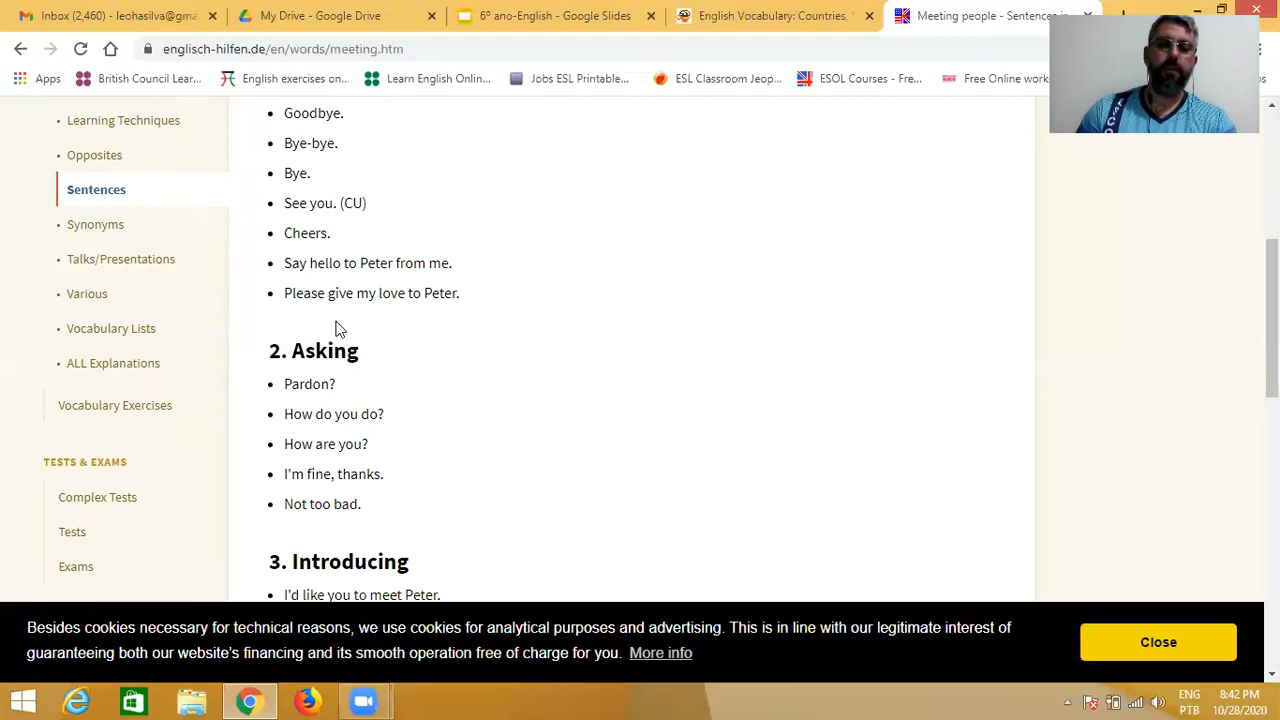 Inbox (2,460) - leohasilva@gma
My Drive - Google Drive
6º ano-English - Google Slides
English Vocabulary: Countries,
Meeting people - Sentences in
englisch-hilfen.de/en/words/meeting.htm
Apps
British Council Lear...
English exercises on...
Learn English Onlin...
Jobs ESL Printable...
ESL Classroom Jeop...
ESOL Courses - Fre...
Free Online works
Learning Techniques
Opposites
Sentences
Synonyms
Talks/Presentations
Various
Vocabulary Lists
ALL Explanations
Vocabulary Exercises
TESTS & EXAMS
Complex Tests
Tests
Exams
Goodbye.
Bye-bye.
Bye.
See you. (CU)
Cheers.
Say hello to Peter from me.
Please give my love to Peter.
2. Asking
Pardon?
How do you do?
How are you?
I'm fine, thanks.
Not too bad.
3. Introducing
I'd like you to meet Peter.
Besides cookies necessary for technical reasons, we use cookies for analytical purposes and advertising. This is in line with our legitimate interest of
guaranteeing both our website's financing and its smooth operation free of charge for you. More info
Close
ENG
PTB
8:42 PM
10/28/2020